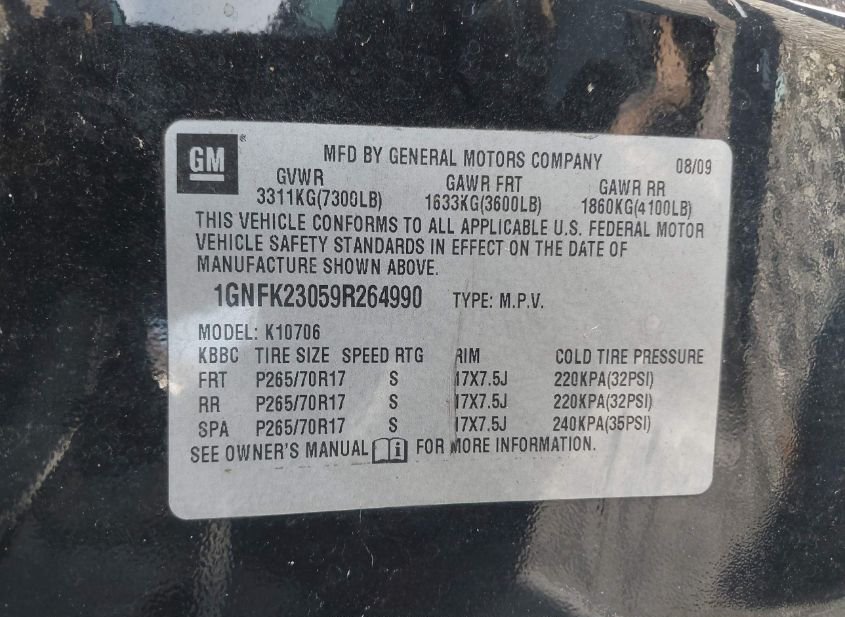 GM
MFD BY GENERAL MOTORS COMPANY 08/09
GVWR GAWR FRT GAWR RR
3311KG(7300LB) 1633KG(3600LB) 1860KG(4100LB)
THIS VEHICLE CONFORMS TO ALL APPLICABLE U.S. FEDERAL MOTOR
VEHICLE SAFETY STANDARDS IN EFFECT ON THE DATE OF
MANUFACTURE SHOWN ABOVE.
1GNFK23059R264990 TYPE: M.P.V.
MODEL: K10706
KBBC TIRE SIZE SPEED RTG RIM COLD TIRE PRESSURE
FRT P265/70R17 S 17X7.5J 220KPA(32PSI)
RR P265/70R17 S 17X7.5J 220KPA(32PSI)
SPA P265/70R17 S 17X7.5J 240KPA(35PSI)
SEE OWNER'S MANUAL i FOR MORE INFORMATION.